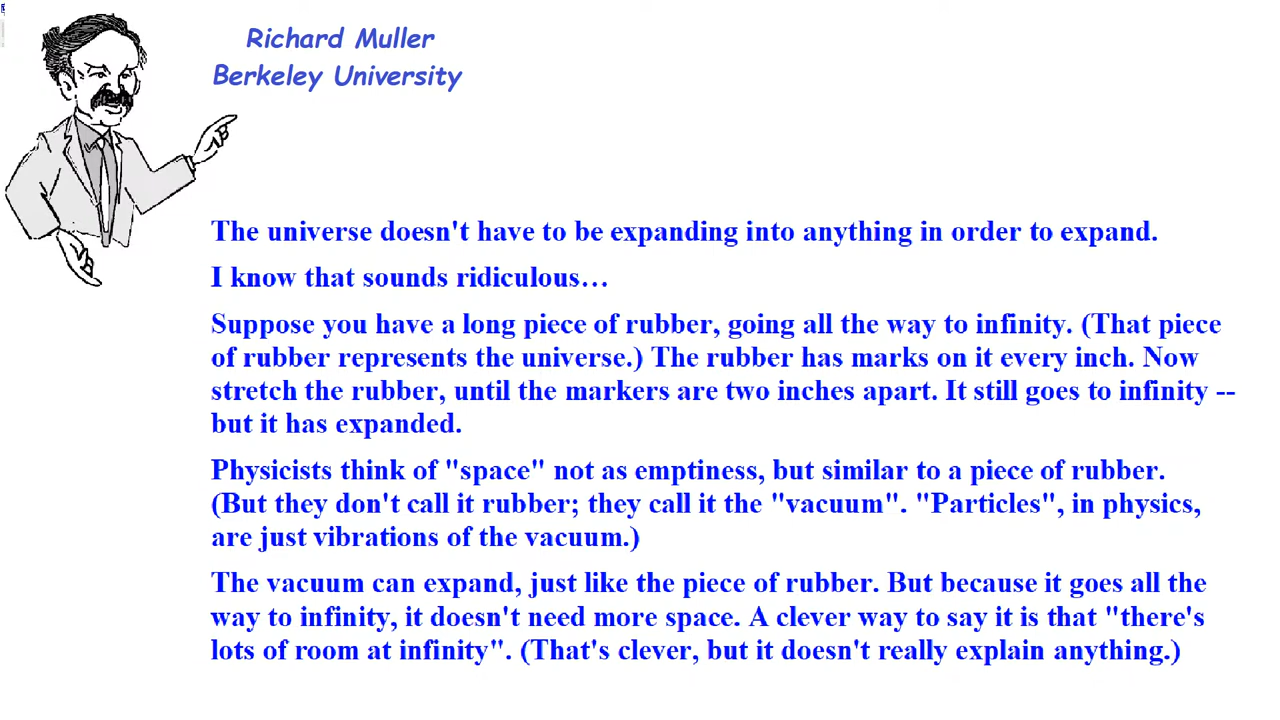 Richard Muller
Berkeley University
The universe doesn't have to be expanding into anything in order to expand.
I know that sounds ridiculous…
Suppose you have a long piece of rubber, going all the way to infinity. (That piece
of rubber represents the universe.) The rubber has marks on it every inch. Now
stretch the rubber, until the markers are two inches apart. It still goes to infinity --
but it has expanded.
Physicists think of "space" not as emptiness, but similar to a piece of rubber.
(But they don't call it rubber; they call it the "vacuum". "Particles", in physics,
are just vibrations of the vacuum.)
The vacuum can expand, just like the piece of rubber. But because it goes all the
way to infinity, it doesn't need more space. A clever way to say it is that "there's
lots of room at infinity". (That's clever, but it doesn't really explain anything.)